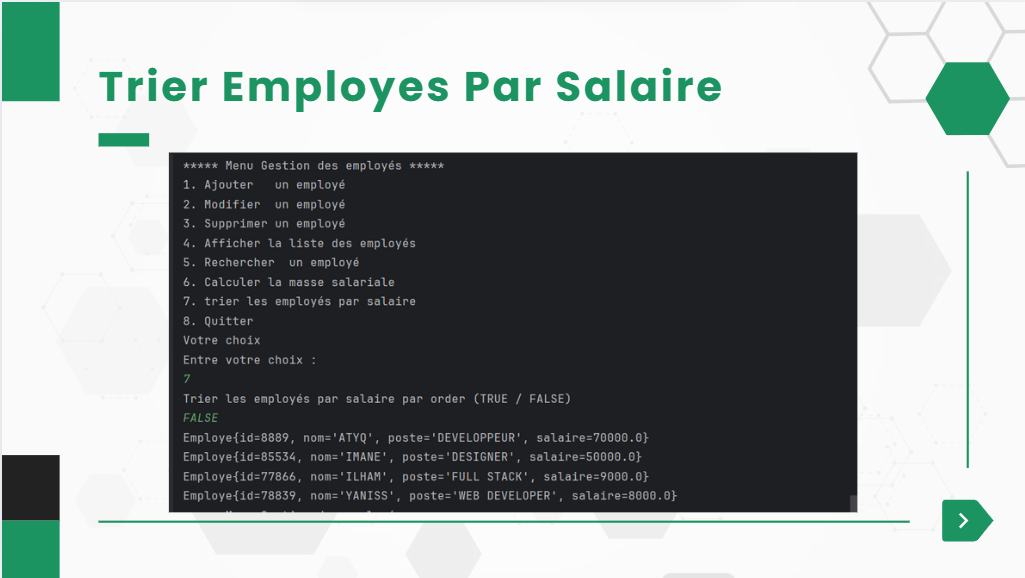 Trier Employes Par Salaire
***** Menu Gestion des employés *****
1. Ajouter   un employé
2. Modifier  un employé
3. Supprimer un employé
4. Afficher la liste des employés
5. Rechercher  un employé
6. Calculer la masse salariale
7. trier les employés par salaire
8. Quitter
Votre choix
Entre votre choix :
7
Trier les employés par salaire par order (TRUE / FALSE)
FALSE
Employe{id=8889, nom='ATYQ', poste='DEVELOPPEUR', salaire=70000.0}
Employe{id=85534, nom='IMANE', poste='DESIGNER', salaire=50000.0}
Employe{id=77866, nom='ILHAM', poste='FULL STACK', salaire=9000.0}
Employe{id=78839, nom='YANISS', poste='WEB DEVELOPER', salaire=8000.0}